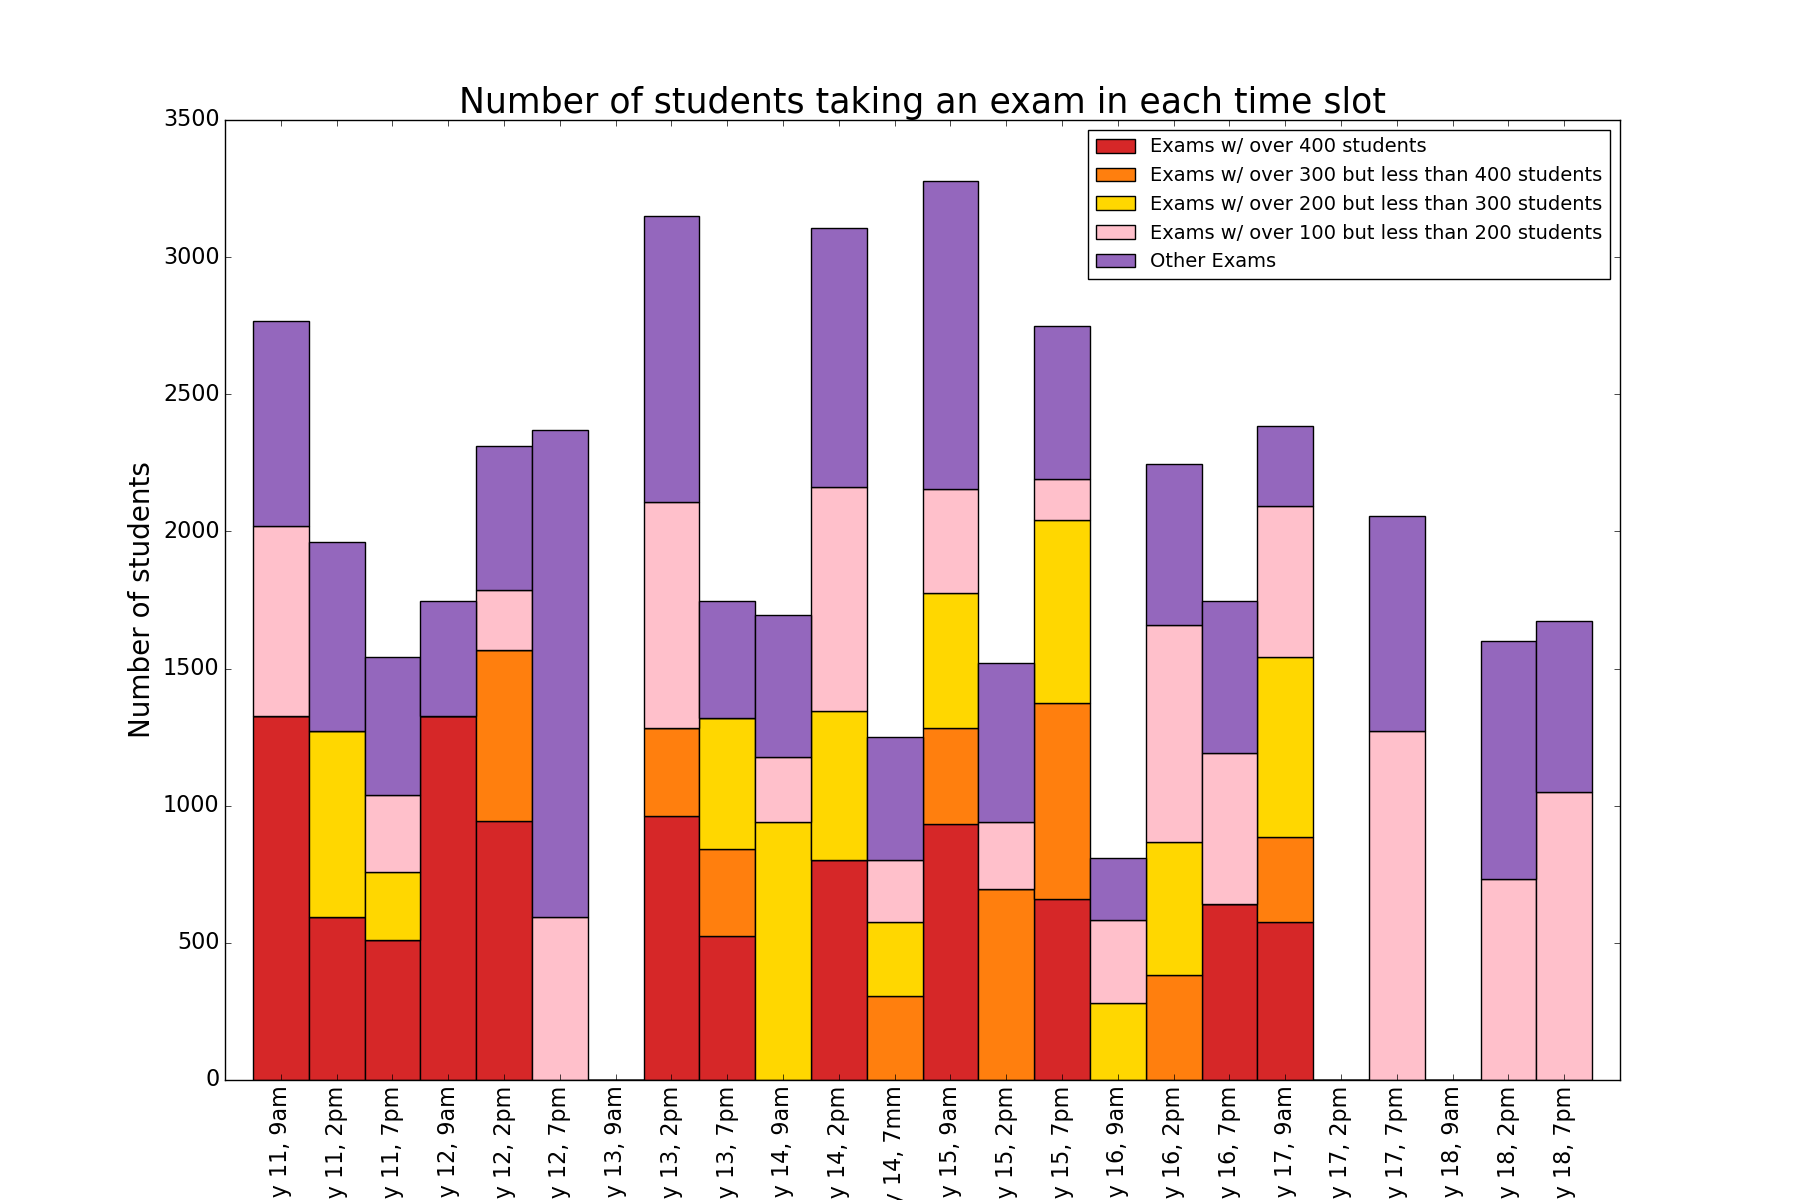 Number of students taking an exam in each time slot
Number of students
3500
3000
2500
2000
1500
1000
500
0
Exams w/ over 400 students
Exams w/ over 300 but less than 400 students
Exams w/ over 200 but less than 300 students
Exams w/ over 100 but less than 200 students
Other Exams
y 11, 9am
y 11, 2pm
y 11, 7pm
y 12, 9am
y 12, 2pm
y 12, 7pm
y 13, 9am
y 13, 2pm
y 13, 7pm
y 14, 9am
y 14, 2pm
y 14, 7mm
y 15, 9am
y 15, 2pm
y 15, 7pm
y 16, 9am
y 16, 2pm
y 16, 7pm
y 17, 9am
y 17, 2pm
y 17, 7pm
y 18, 9am
y 18, 2pm
y 18, 7pm